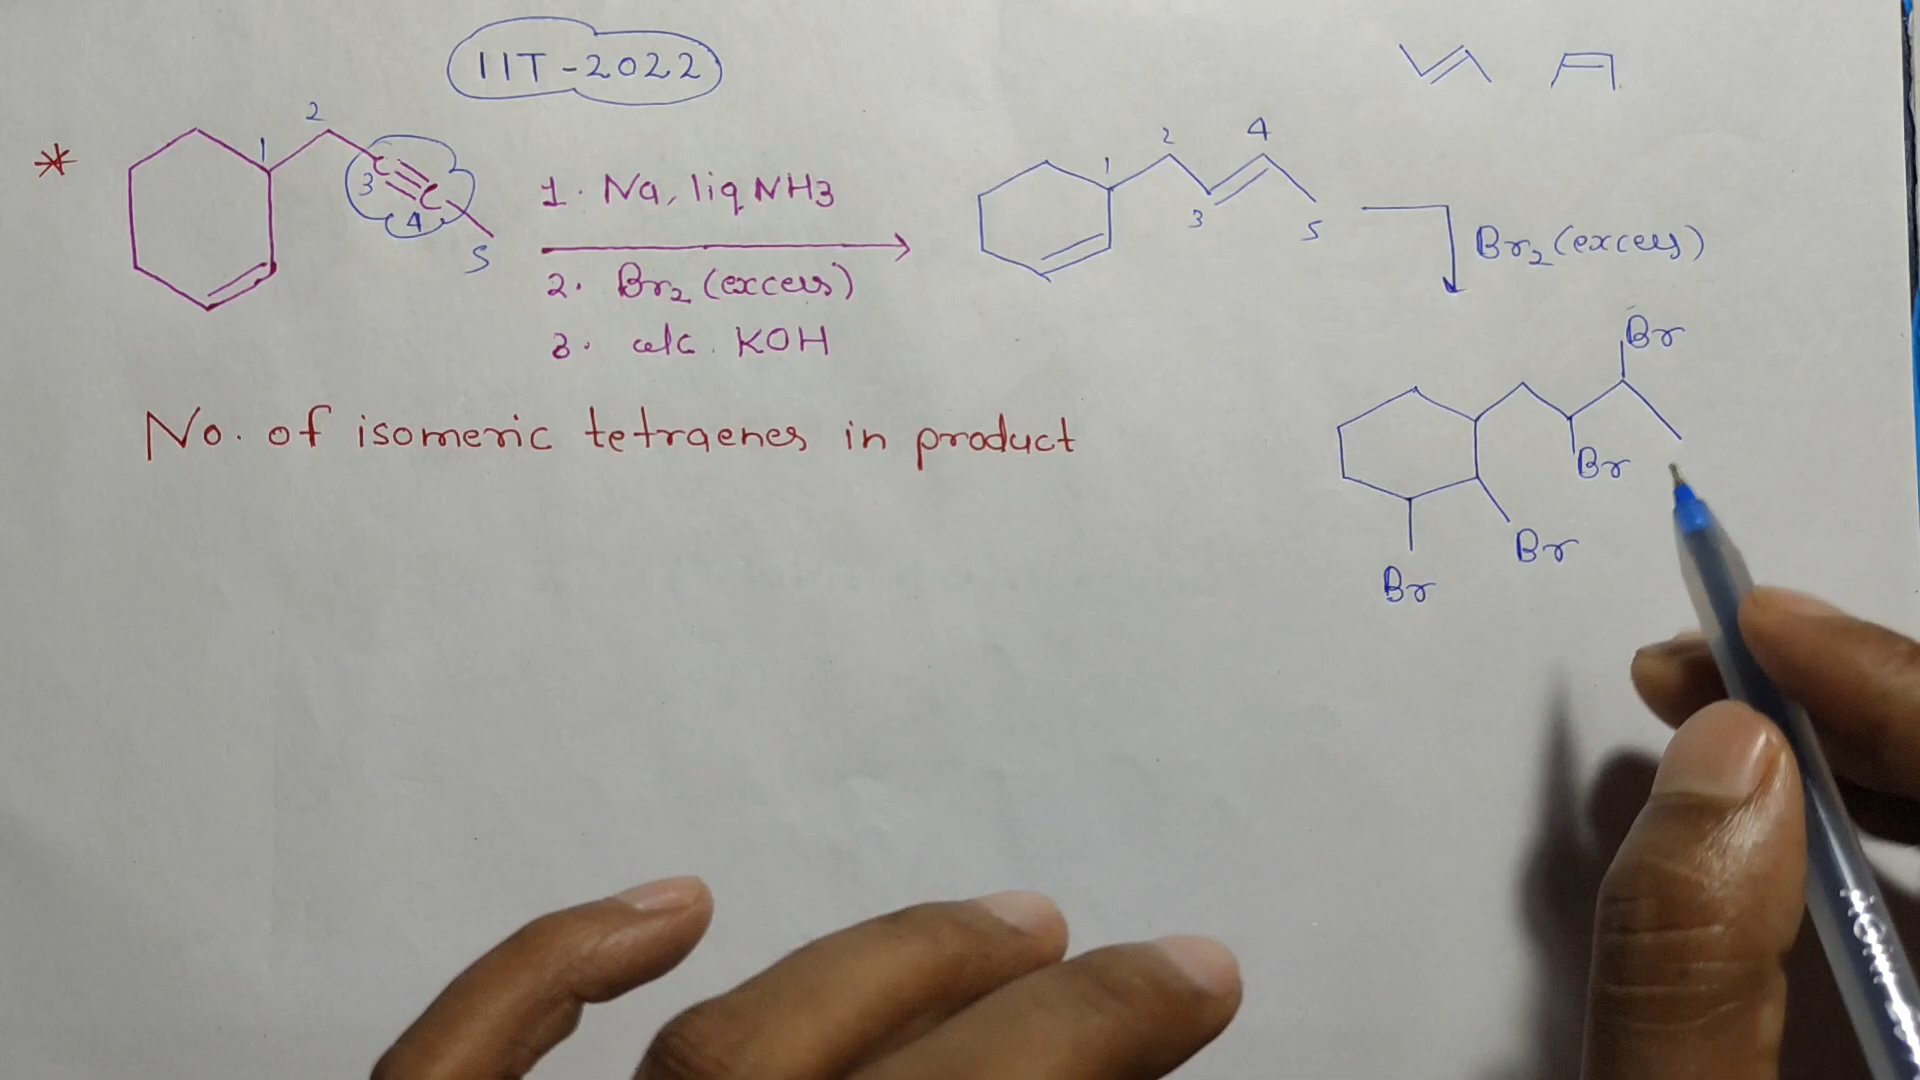 IIT-2022
*
1
2
3
C≡C
4
5
1. Na, liq NH3
2. Br2 (excess)
3. alc. KOH
1
2
3
4
5
Br2 (excess)
Br
Br
Br
Br
No. of isomeric tetraenes in product